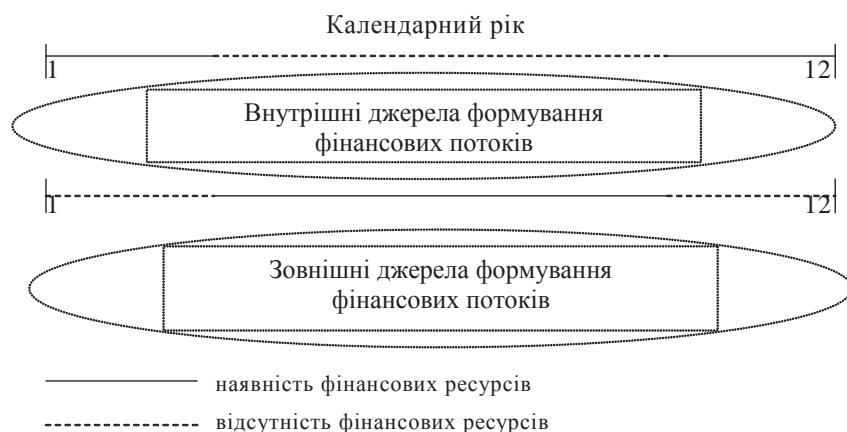 Календарний рік
1 12
Внутрішні джерела формування
фінансових потоків
1 12
Зовнішні джерела формування
фінансових потоків
наявність фінансових ресурсів
відсутність фінансових ресурсів